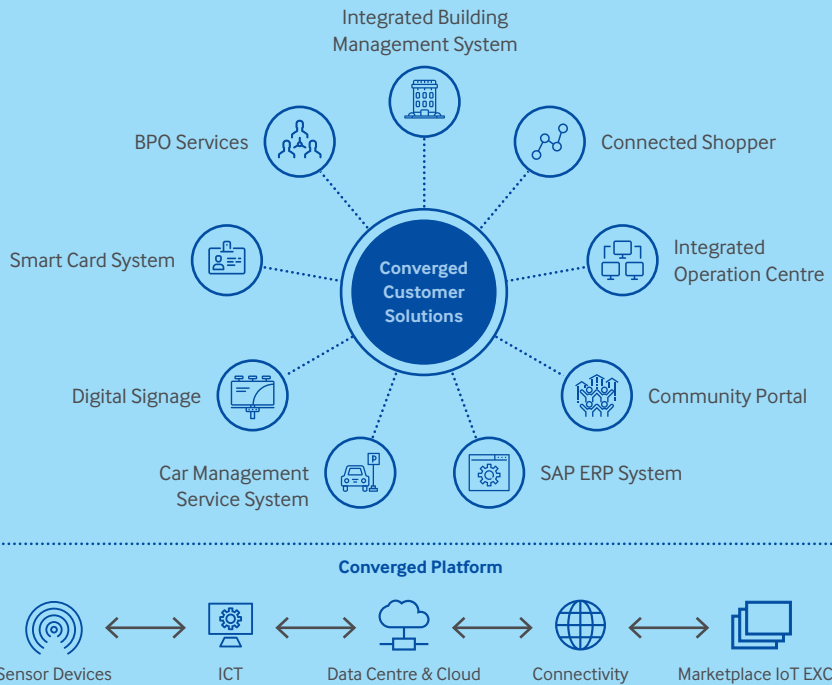 Integrated Building
Management System
BPO Services
Connected Shopper
Smart Card System
Integrated
Operation Centre
Converged
Customer
Solutions
Digital Signage
Community Portal
Car Management
Service System
SAP ERP System
P
Converged Platform
Sensor Devices
ICT
Data Centre & Cloud
Connectivity
Marketplace IoT EXC